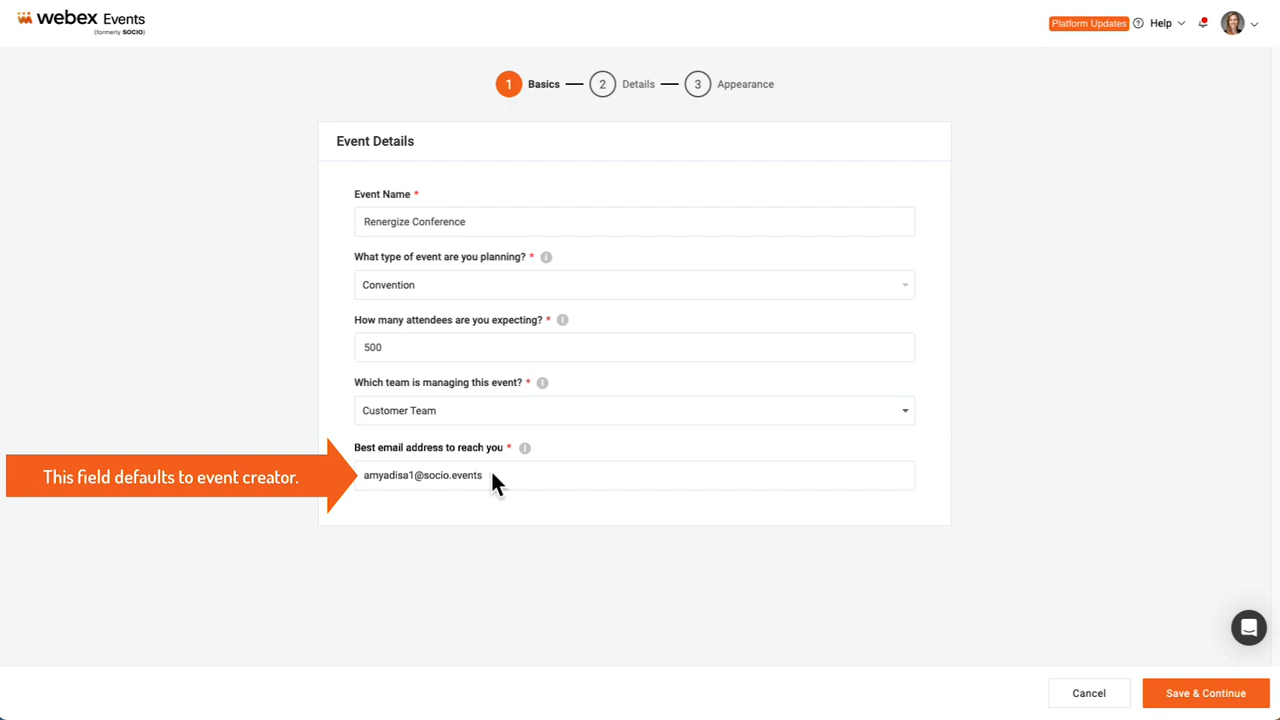 webex Events
(formerly SOCIO)
Platform Updates
Help
1 Basics
2 Details
3 Appearance
Event Details
Event Name *
Renergize Conference
What type of event are you planning? *
Convention
How many attendees are you expecting? *
500
Which team is managing this event? *
Customer Team
Best email address to reach you *
This field defaults to event creator.
amyadisa1@socio.events
Cancel
Save & Continue